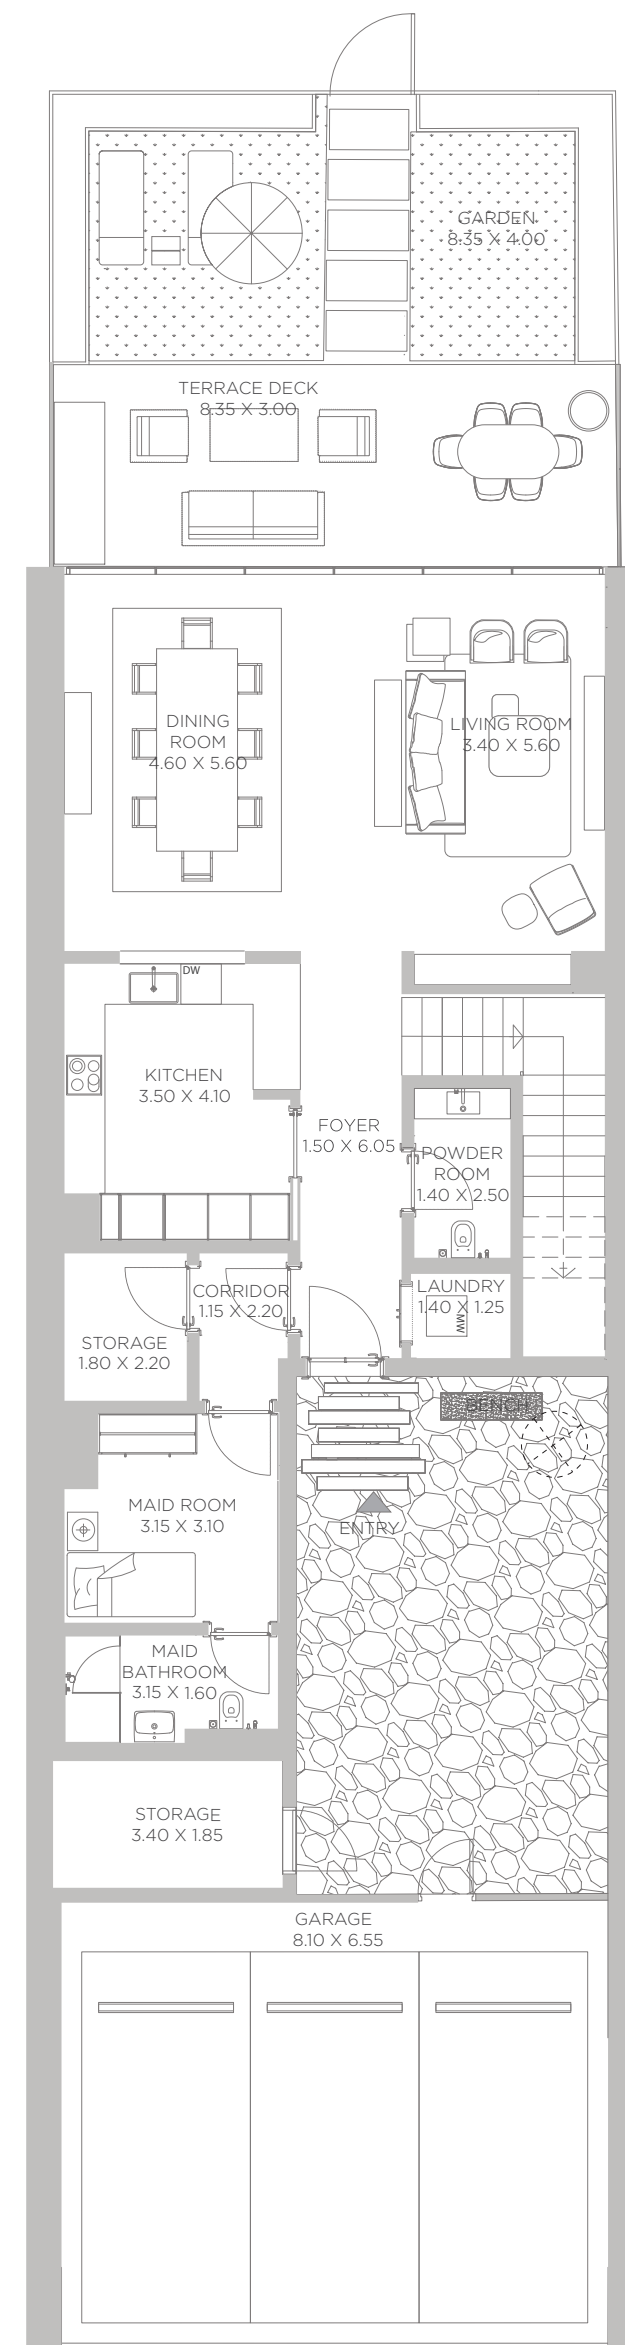 GARDEN
8.35 X 4.00
TERRACE DECK
8.35 X 3.00
DINING
ROOM
4.60 X 5.60
LIVING ROOM
3.40 X 5.60
DW
KITCHEN
3.50 X 4.10
FOYER
1.50 X 6.05
POWDER
ROOM
1.40 X 2.50
CORRIDOR
1.15 X 2.20
LAUNDRY
1.40 X 1.25
MW
STORAGE
1.80 X 2.20
BENCH
MAID ROOM
3.15 X 3.10
ENTRY
MAID
BATHROOM
3.15 X 1.60
STORAGE
3.40 X 1.85
GARAGE
8.10 X 6.55